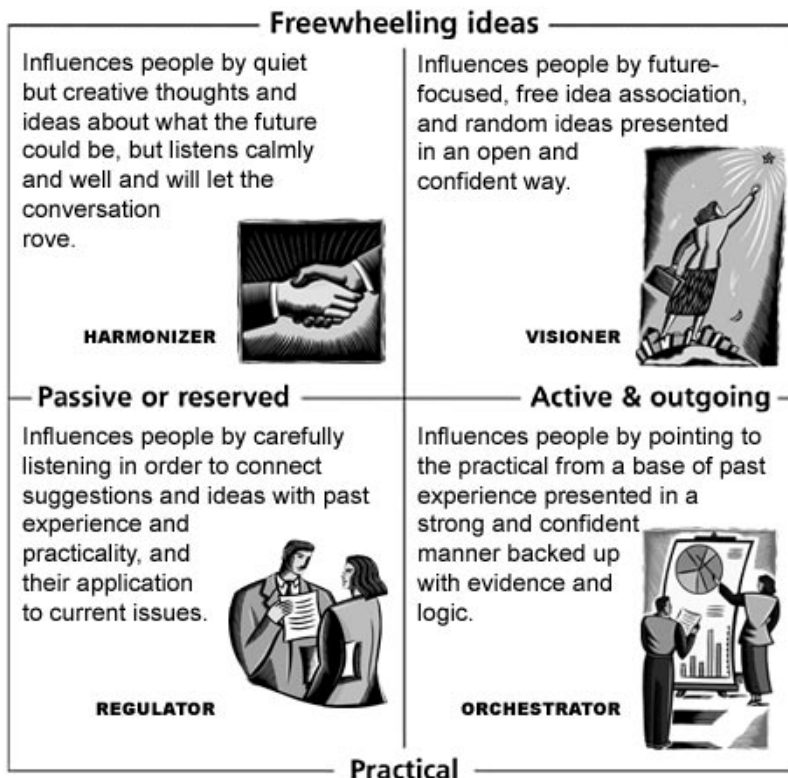 Freewheeling ideas
Influences people by quiet
but creative thoughts and
ideas about what the future
could be, but listens calmly
and well and will let the
conversation
rove.
HARMONIZER
Influences people by future-
focused, free idea association,
and random ideas presented
in an open and
confident way.
VISIONER
Passive or reserved
Active & outgoing
Influences people by carefully
listening in order to connect
suggestions and ideas with past
experience and
practicality, and
their application
to current issues.
REGULATOR
Influences people by pointing to
the practical from a base of past
experience presented in a
strong and confident
manner backed up
with evidence and
logic.
ORCHESTRATOR
Practical